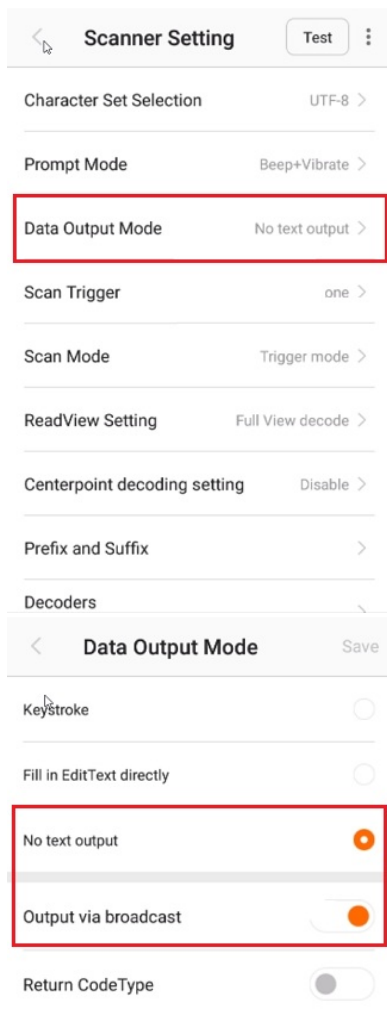 Scanner Setting Test
Character Set Selection UTF-8
Prompt Mode Beep+Vibrate
Data Output Mode No text output
Scan Trigger one
Scan Mode Trigger mode
ReadView Setting Full View decode
Centerpoint decoding setting Disable
Prefix and Suffix
Decoders
Data Output Mode Save
Keystroke
Fill in EditText directly
No text output
Output via broadcast
Return CodeType